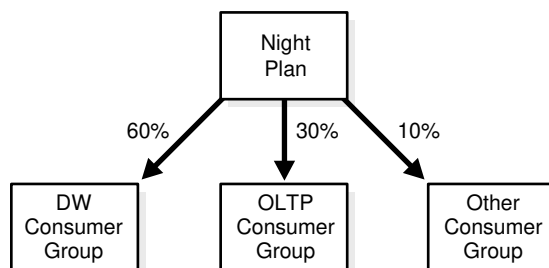 Night
Plan
60%
30%
10%
DW
Consumer
Group
OLTP
Consumer
Group
Other
Consumer
Group